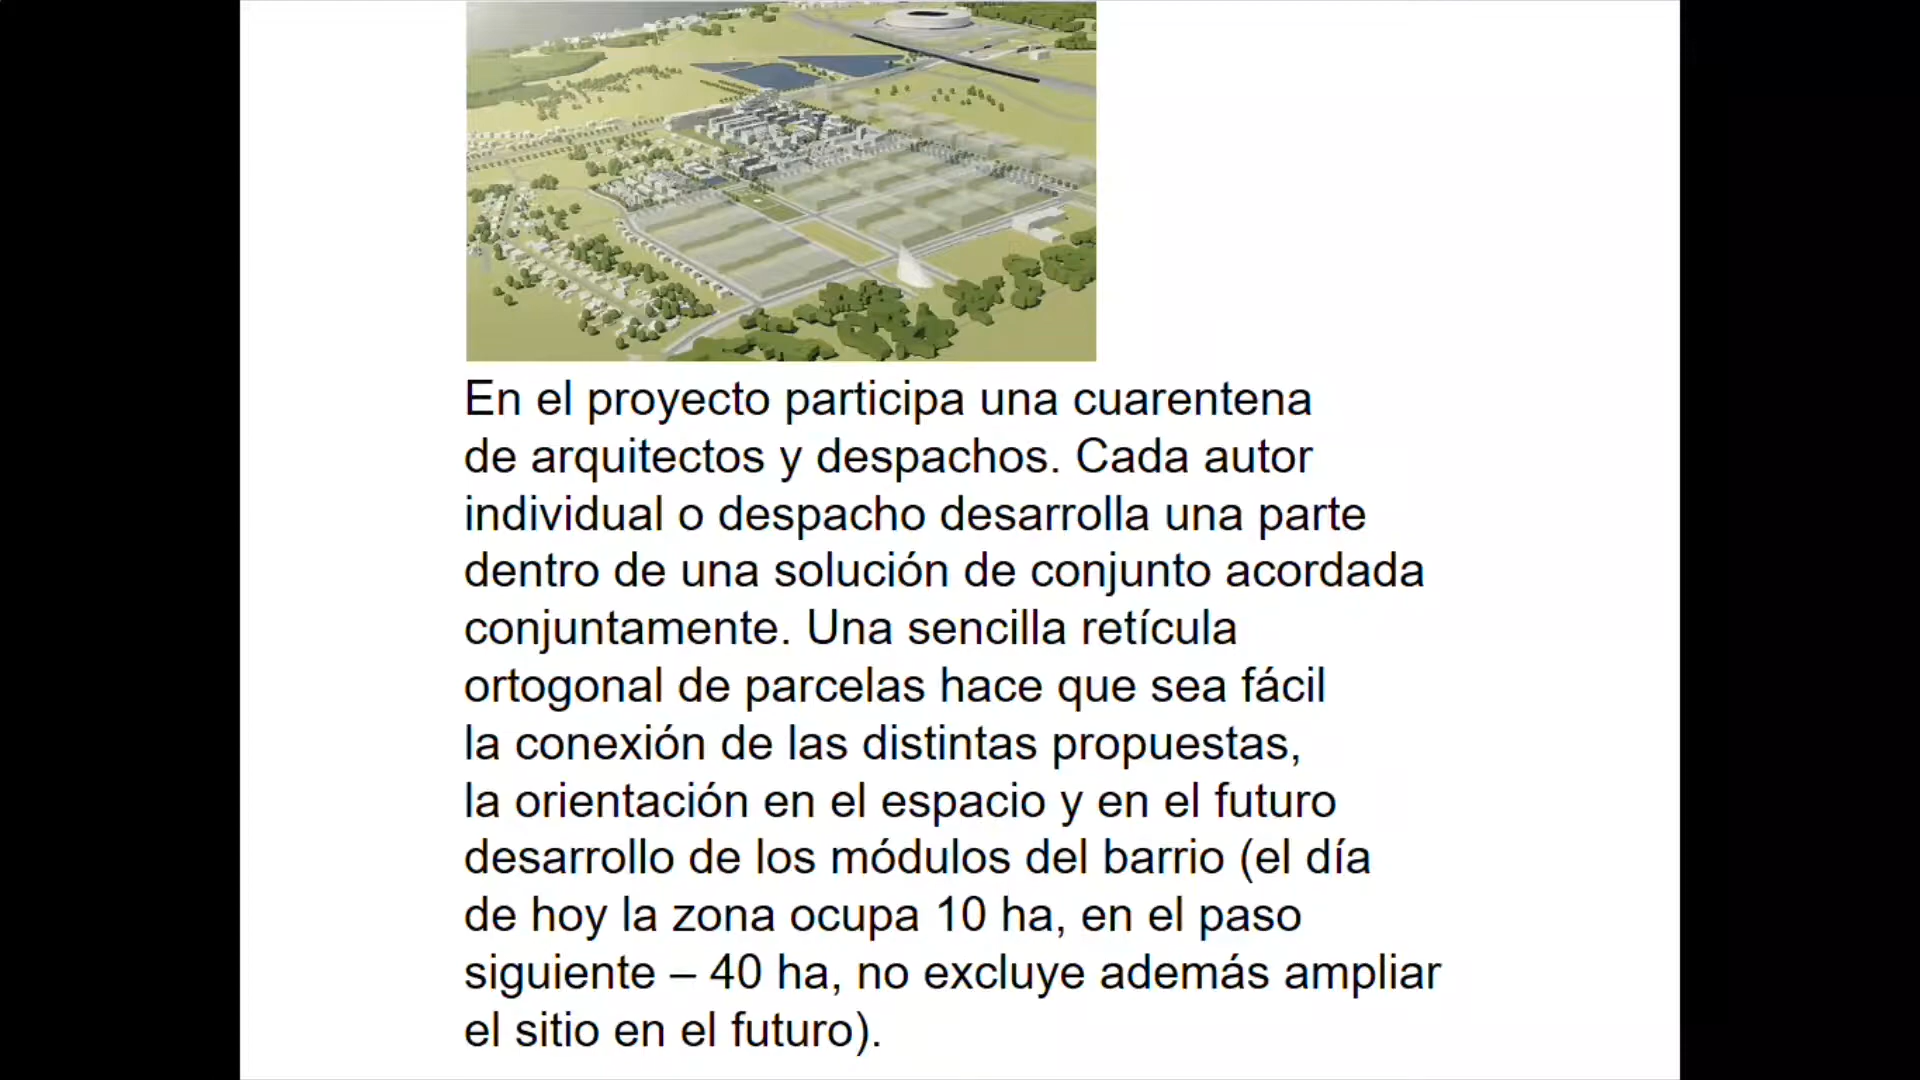 En el proyecto participa una cuarentena
de arquitectos y despachos. Cada autor
individual o despacho desarrolla una parte
dentro de una solución de conjunto acordada
conjuntamente. Una sencilla retícula
ortogonal de parcelas hace que sea fácil
la conexión de las distintas propuestas,
la orientación en el espacio y en el futuro
desarrollo de los módulos del barrio (el día
de hoy la zona ocupa 10 ha, en el paso
siguiente – 40 ha, no excluye además ampliar
el sitio en el futuro).